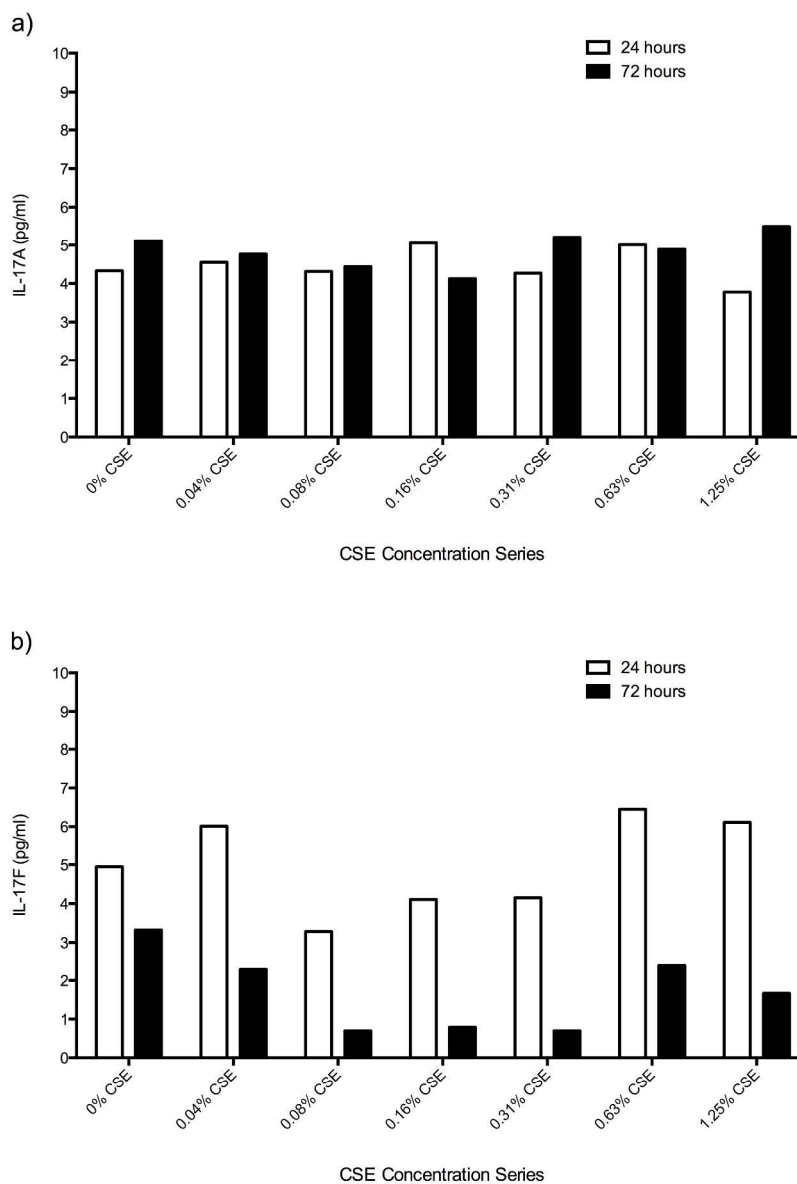 a)
24 hours
72 hours
10
9
8
7
6
5
4
3
2
1
0
IL-17A (pg/ml)
0% CSE
0.04% CSE
0.08% CSE
0.16% CSE
0.31% CSE
0.63% CSE
1.25% CSE
CSE Concentration Series
b)
24 hours
72 hours
10
9
8
7
6
5
4
3
2
1
0
IL-17F (pg/ml)
0% CSE
0.04% CSE
0.08% CSE
0.16% CSE
0.31% CSE
0.63% CSE
1.25% CSE
CSE Concentration Series